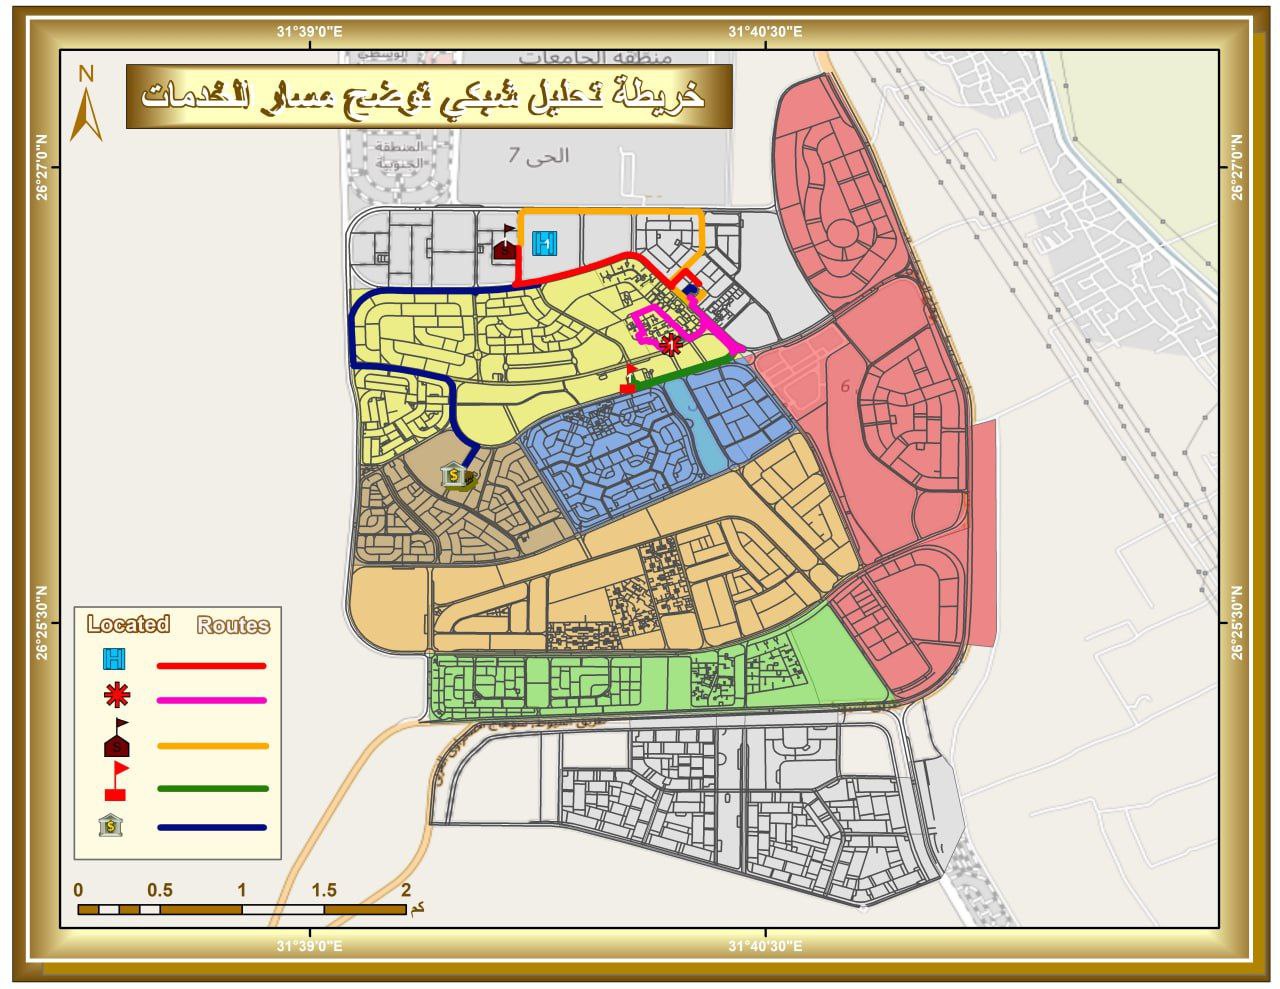 31°39'0"E
31°40'30"E
الوسطى
منطقة الجامعات
N
خريطة تحليل شبكي توضح مسار الخدمات
المنطقة
الجنوبية
الحى 7
26°27'0"N
26°27'0"N
6
Located Routes
26°25'30"N
26°25'30"N
0 0.5 1 1.5 2
كم
31°39'0"E
31°40'30"E